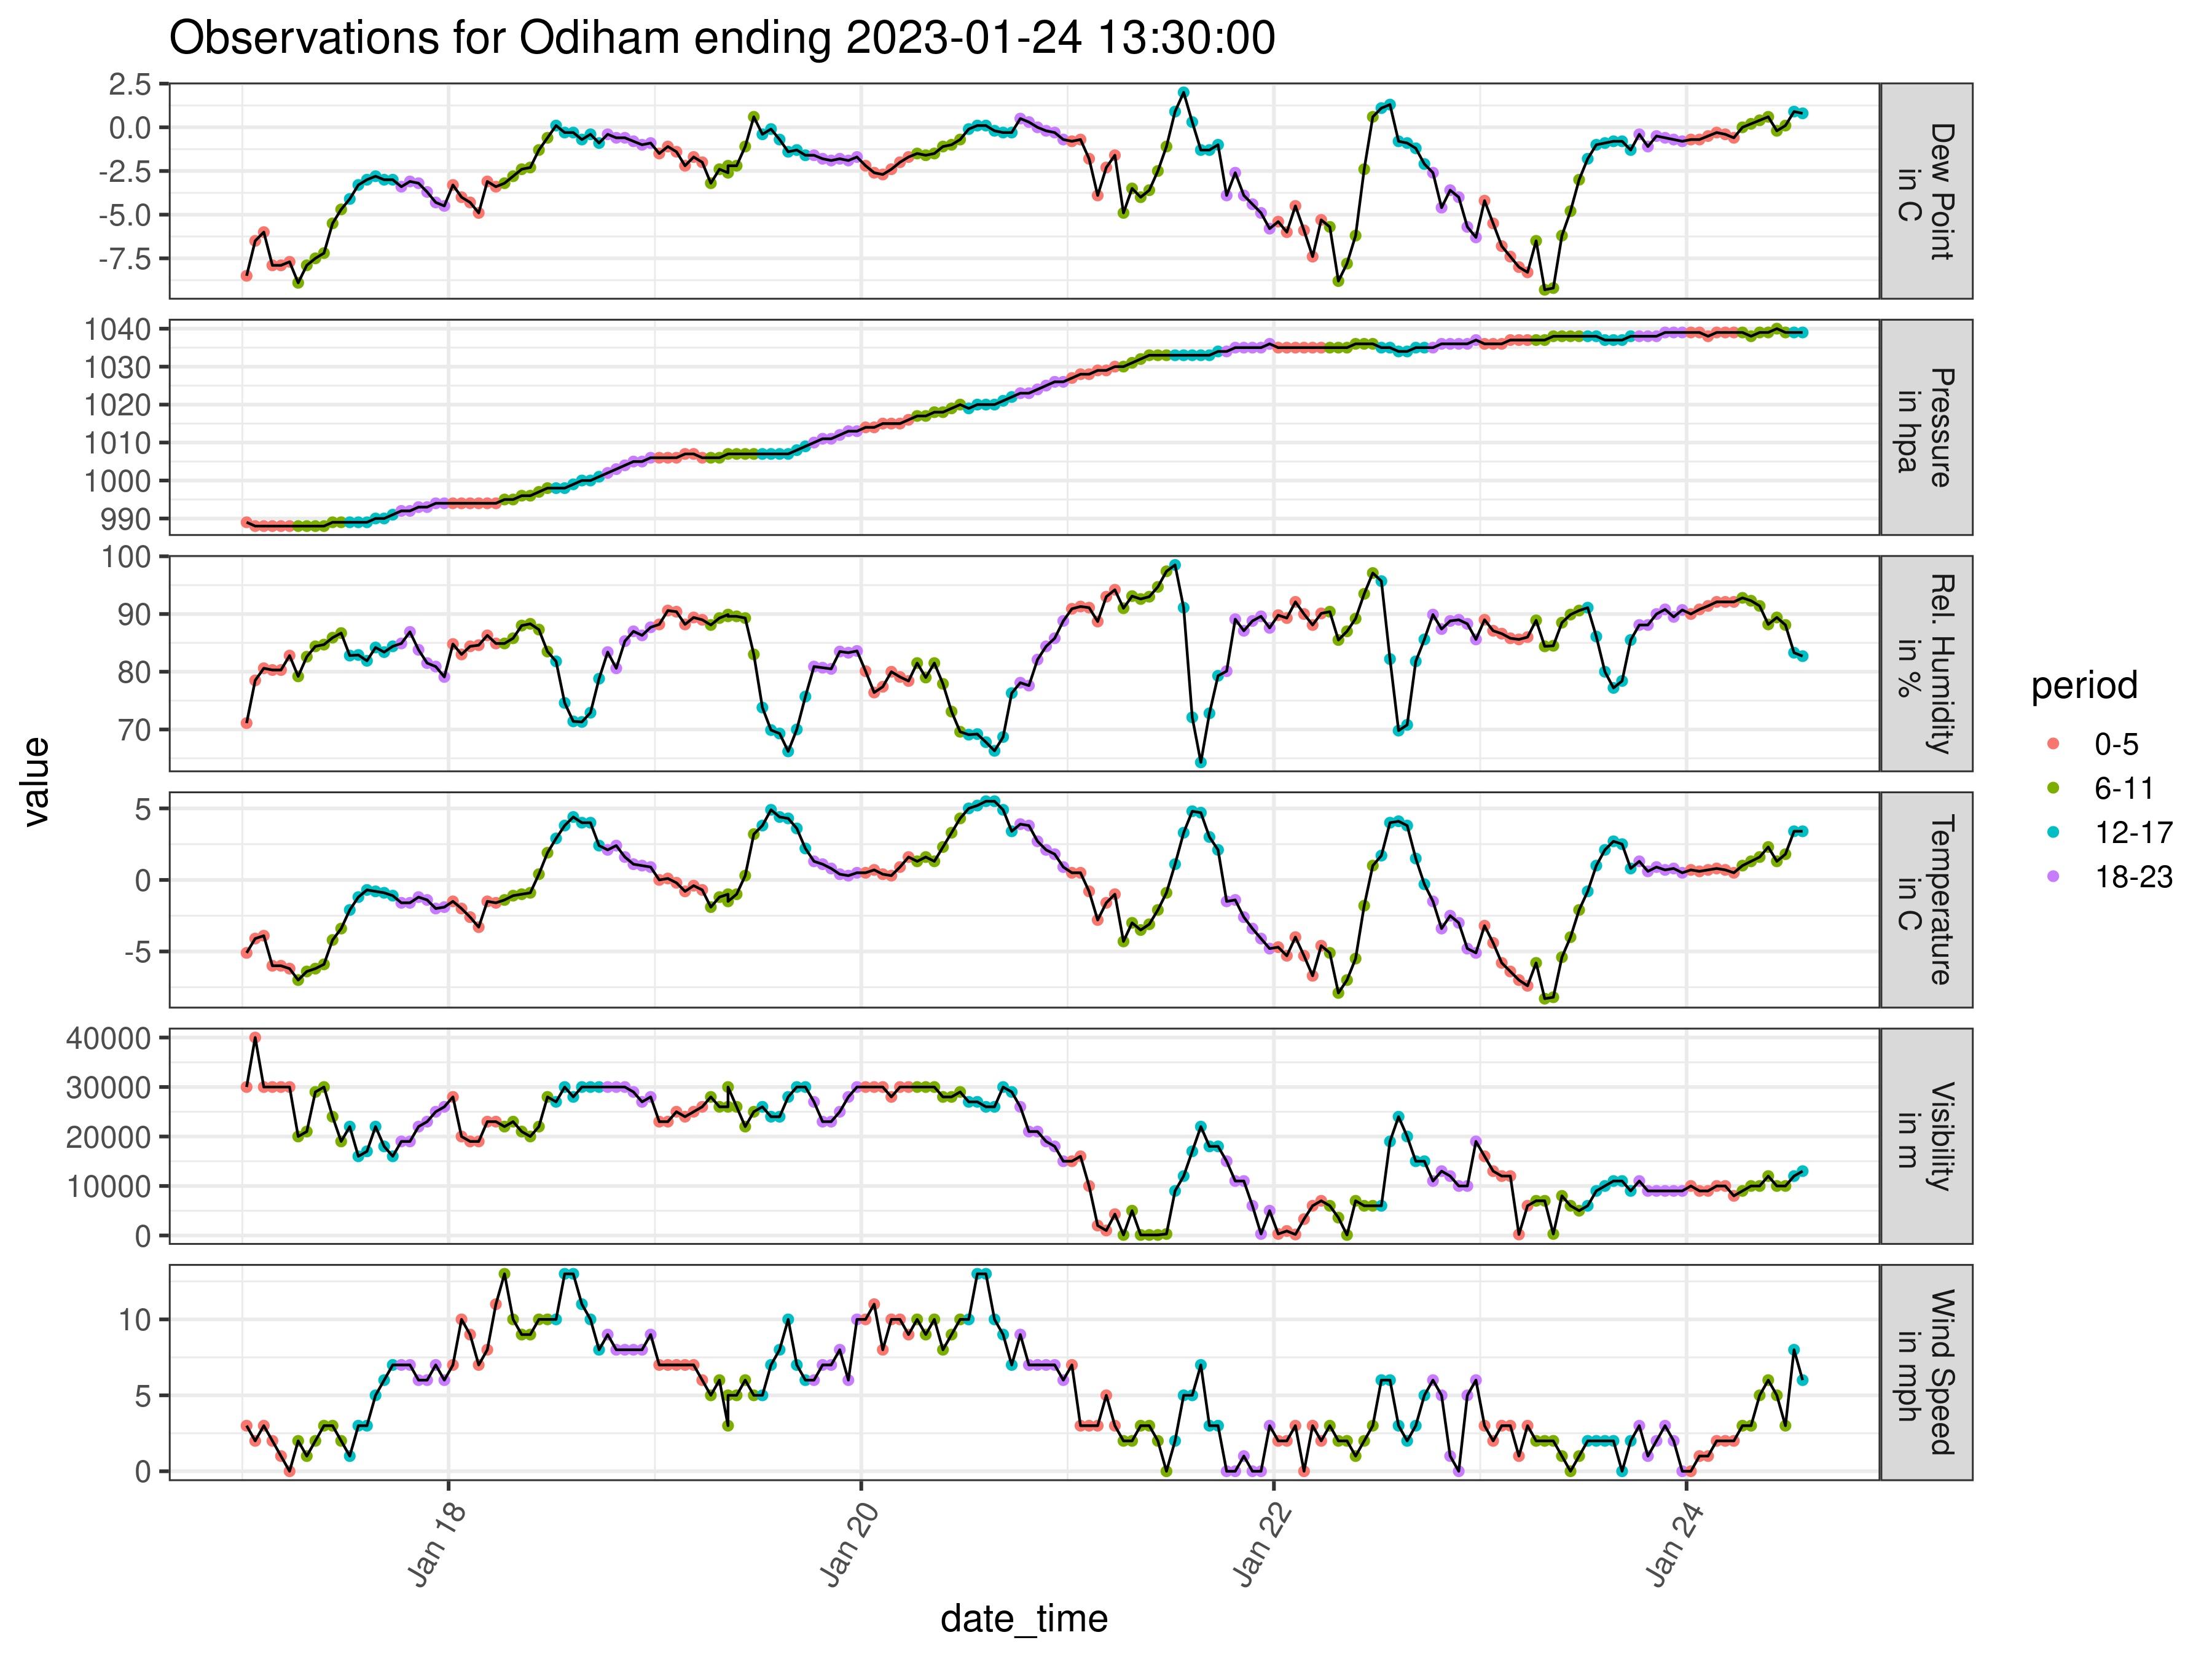 Observations for Odiham ending 2023-01-24 13:30:00
2.5
0.0
-2.5
-5.0
-7.5
Dew Point
in C
1040
1030
1020
1010
1000
990
Pressure
in hpa
100
90
80
70
Rel. Humidity
in %
5
0
-5
Temperature
in C
40000
30000
20000
10000
0
Visibility
in m
10
5
0
Wind Speed
in mph
value
Jan 18
Jan 20
Jan 22
Jan 24
date_time
period
0-5
6-11
12-17
18-23